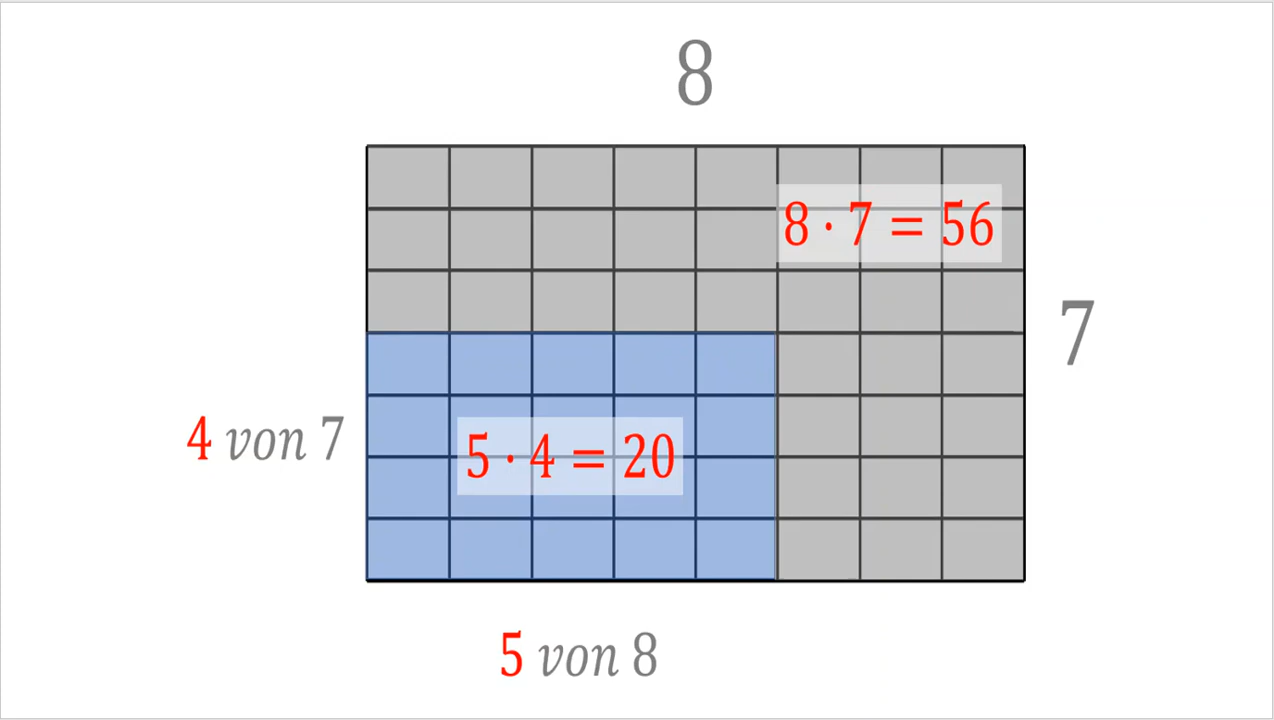 8
8 · 7 = 56
7
4 von 7
5 · 4 = 20
5 von 8